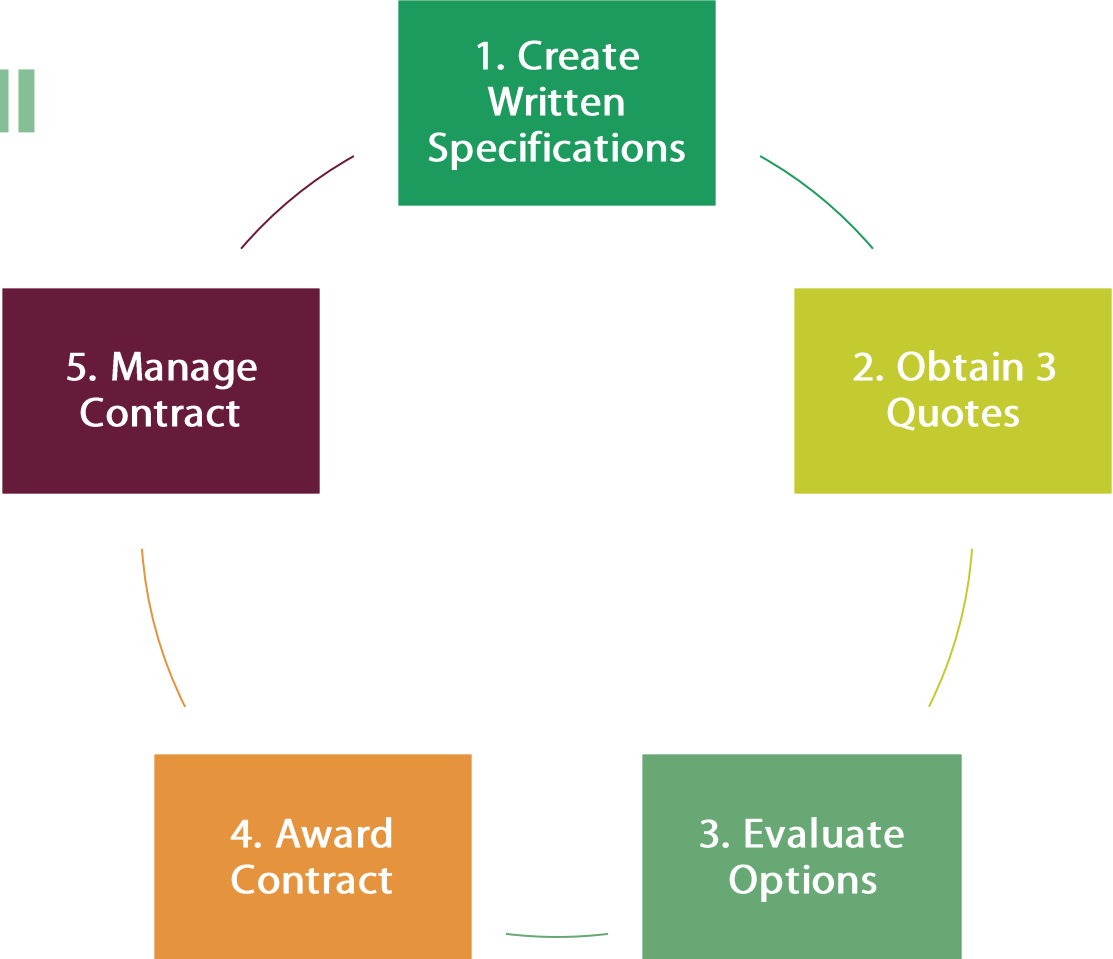 1. Create
Written
Specifications
2. Obtain 3
Quotes
3. Evaluate
Options
4. Award
Contract
5. Manage
Contract